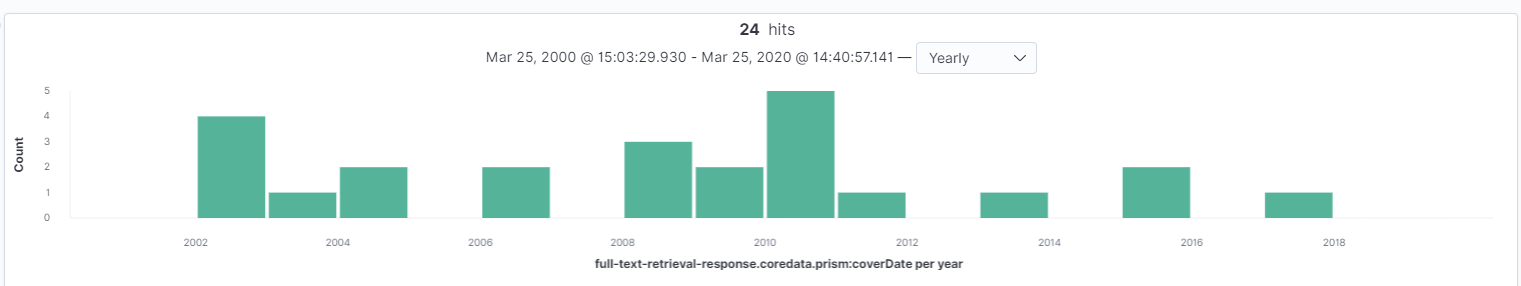 24 hits
Mar 25, 2000 @ 15:03:29.930 - Mar 25, 2020 @ 14:40:57.141 — Yearly
Count
5
4
3
2
1
0
2002 2004 2006 2008 2010 2012 2014 2016 2018
full-text-retrieval-response.coredata.prism:coverDate per year